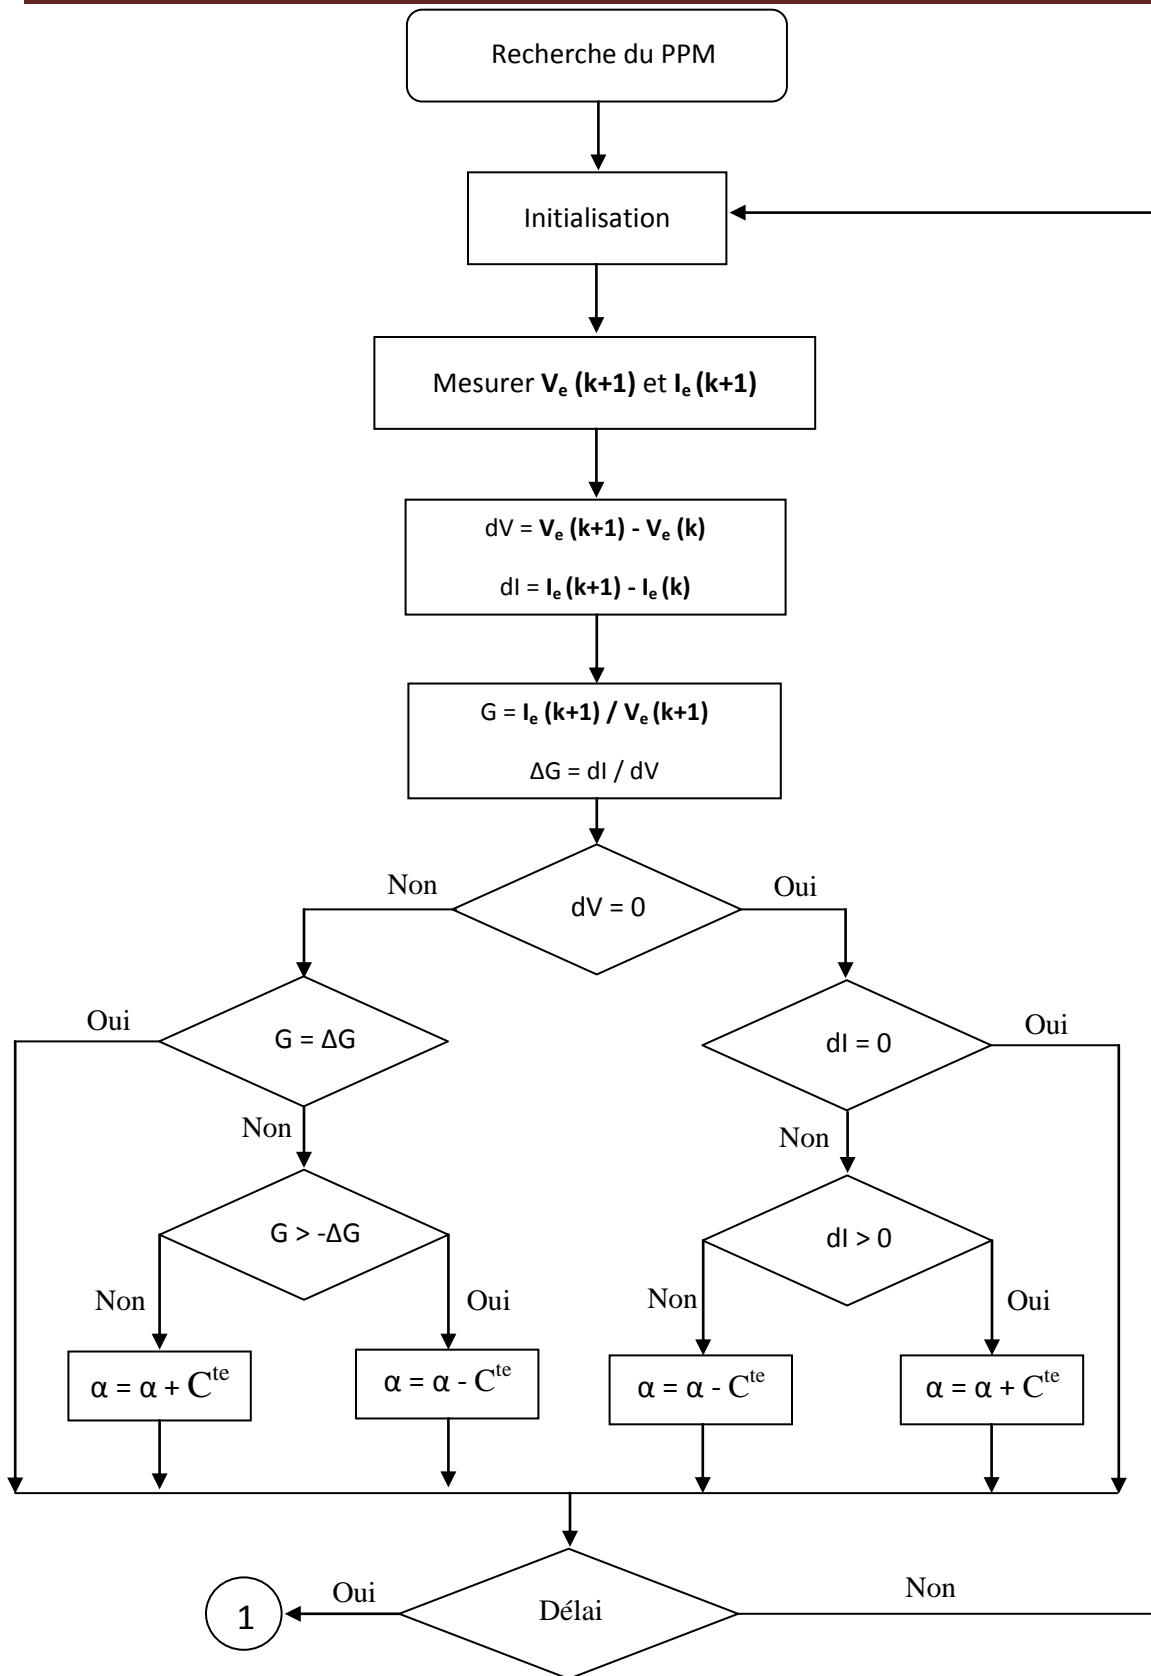 Recherche du PPM
Initialisation
Mesurer Vₑ (k+1) et Iₑ (k+1)
dV = Vₑ (k+1) - Vₑ (k)
dI = Iₑ (k+1) - Iₑ (k)
G = Iₑ (k+1) / Vₑ (k+1)
ΔG = dI / dV
Non
Oui
dV = 0
Oui
G = ΔG
dI = 0
Oui
Non
Non
G > -ΔG
dI > 0
Non
Oui
Non
Oui
α = α + Cᵗᵉ
α = α - Cᵗᵉ
α = α - Cᵗᵉ
α = α + Cᵗᵉ
1
Oui
Délai
Non